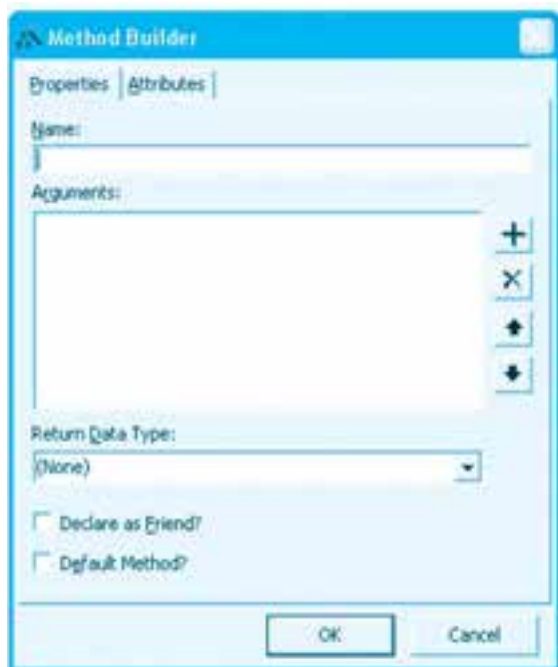 Method Builder
Properties
Attributes
Name:
Arguments:
Return Data Type:
(None)
Declare as Friend?
Default Method?
OK
Cancel